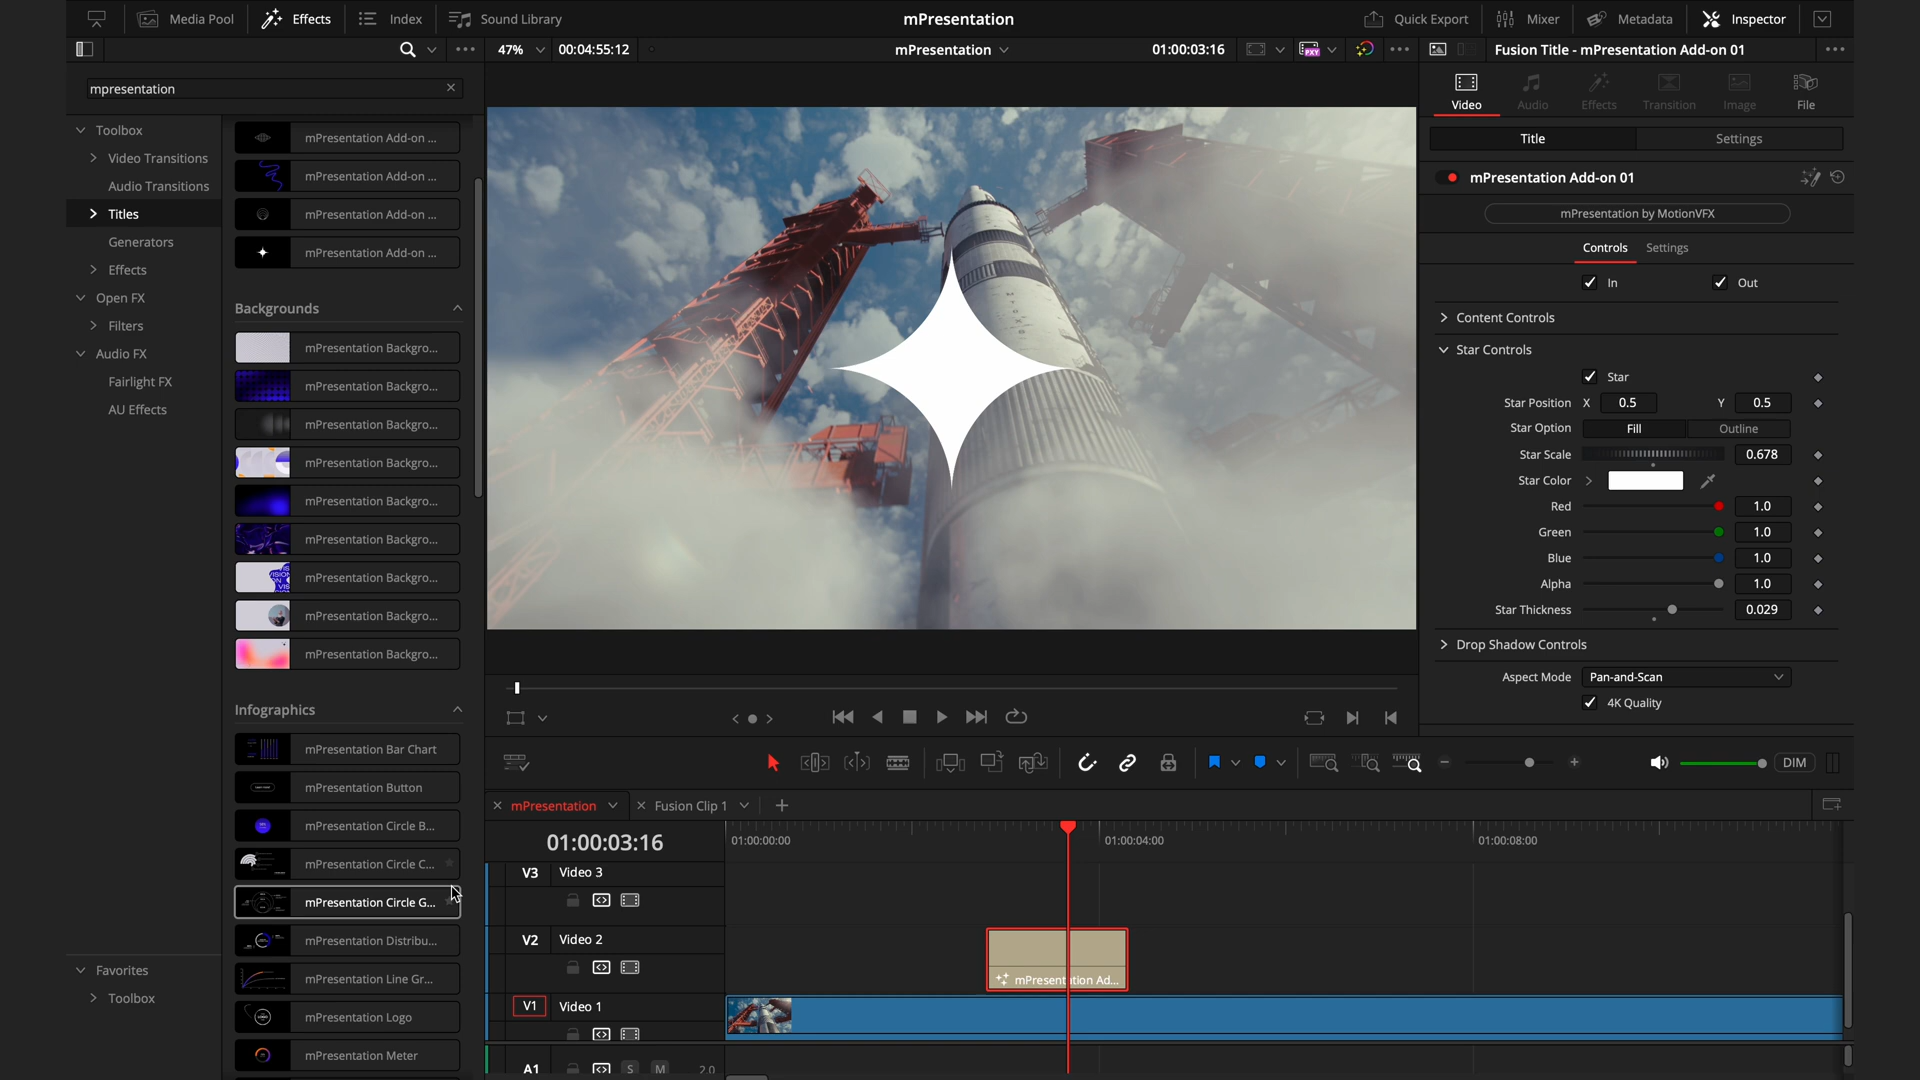 Media Pool
Effects
Index
Sound Library
mPresentation
Quick Export
Mixer
Metadata
Inspector
47%
00:04:55:12
mPresentation
01:00:03:16
PXY
Fusion Title - mPresentation Add-on 01
mpresentation
Video
Audio
Effects
Transition
Image
File
Title
Settings
Toolbox
Video Transitions
Audio Transitions
Titles
Generators
Effects
Open FX
Filters
Audio FX
Fairlight FX
AU Effects
Favorites
Toolbox
mPresentation Add-on ...
mPresentation Add-on ...
mPresentation Add-on ...
mPresentation Add-on ...
Backgrounds
mPresentation Backgro...
mPresentation Backgro...
mPresentation Backgro...
mPresentation Backgro...
mPresentation Backgro...
mPresentation Backgro...
mPresentation Backgro...
mPresentation Backgro...
mPresentation Backgro...
Infographics
mPresentation Bar Chart
mPresentation Button
mPresentation Circle B...
mPresentation Circle C...
mPresentation Circle G...
mPresentation Distribu...
mPresentation Line Gr...
mPresentation Logo
mPresentation Meter
mPresentation Add-on 01
mPresentation by MotionVFX
Controls
Settings
In
Out
Content Controls
Star Controls
Star
Star Position X 0.5 Y 0.5
Star Option Fill Outline
Star Scale 0.678
Star Color
Red 1.0
Green 1.0
Blue 1.0
Alpha 1.0
Star Thickness 0.029
Drop Shadow Controls
Aspect Mode Pan-and-Scan
4K Quality
DIM
mPresentation
Fusion Clip 1
01:00:03:16
01:00:00:00
01:00:04:00
01:00:08:00
V3 Video 3
V2 Video 2
mPresentation Ad...
V1 Video 1
A1
S
M
2.0